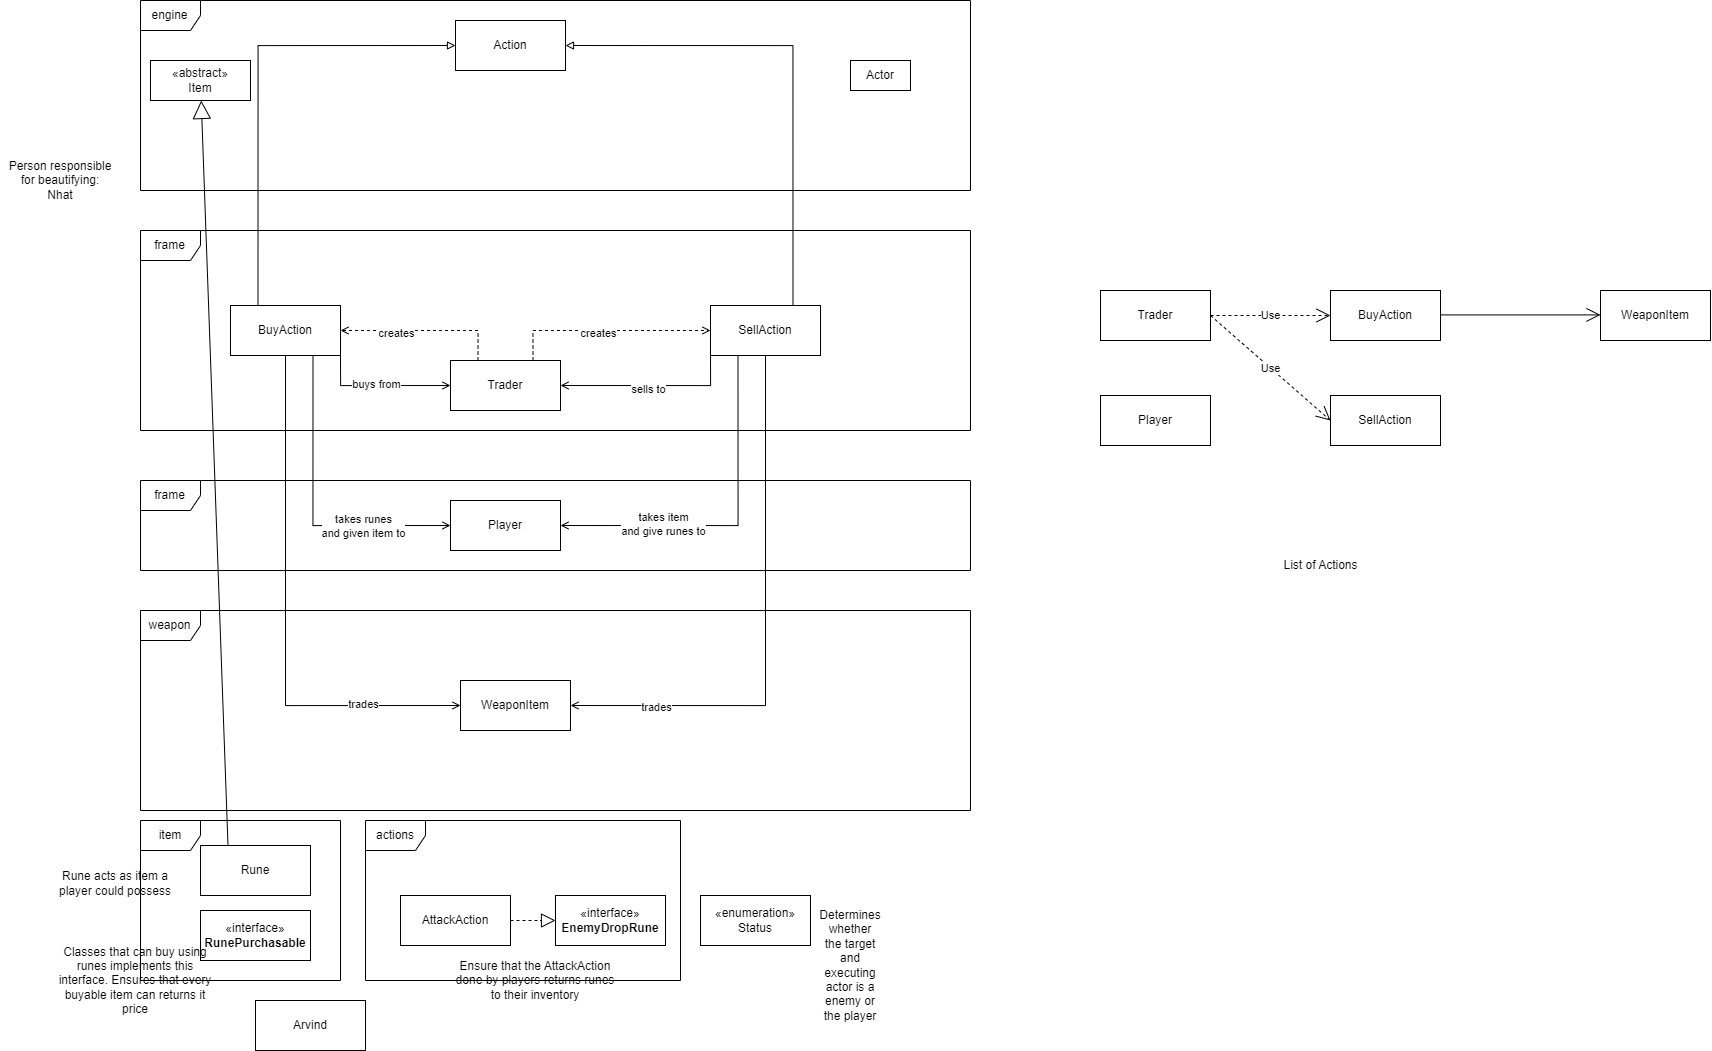 engine
Action
«abstract»
Item
Actor
Person responsible
for beautifying:
Nhat
frame
BuyAction
creates
creates
SellAction
buys from
Trader
sells to
Trader
Use
BuyAction
WeaponItem
Use
Player
SellAction
frame
takes runes
and given item to
Player
takes item
and give runes to
List of Actions
weapon
trades
WeaponItem
trades
item
Rune
Rune acts as item a
player could possess
«interface»
RunePurchasable
Classes that can buy using
runes implements this
interface. Ensures that every
buyable item can returns it
price
actions
AttackAction
«interface»
EnemyDropRune
Ensure that the AttackAction
done by players returns runes
to their inventory
«enumeration»
Status
Determines
whether
the target
and
executing
actor is a
enemy or
the player
Arvind